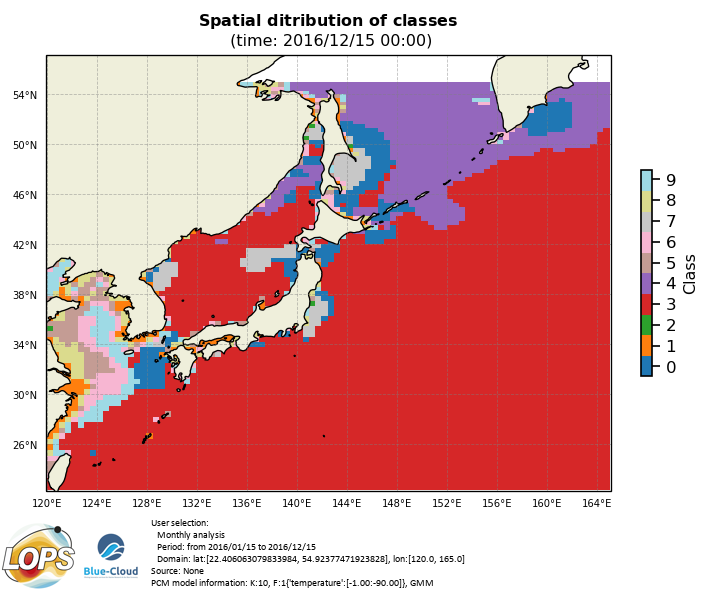 Spatial ditribution of classes
(time: 2016/12/15 00:00)
54°N
50°N
46°N
42°N
38°N
34°N
30°N
26°N
120°E 124°E 128°E 132°E 136°E 140°E 144°E 148°E 152°E 156°E 160°E 164°E
9
8
7
6
5
4
3
2
1
0
Class
LOPS
Blue-Cloud
User selection:
Monthly analysis
Period: from 2016/01/15 to 2016/12/15
Domain: lat:[22.406063079833984, 54.92377471923828], lon:[120.0, 165.0]
Source: None
PCM model information: K:10, F:1{'temperature':[-1.00:-90.00]}, GMM